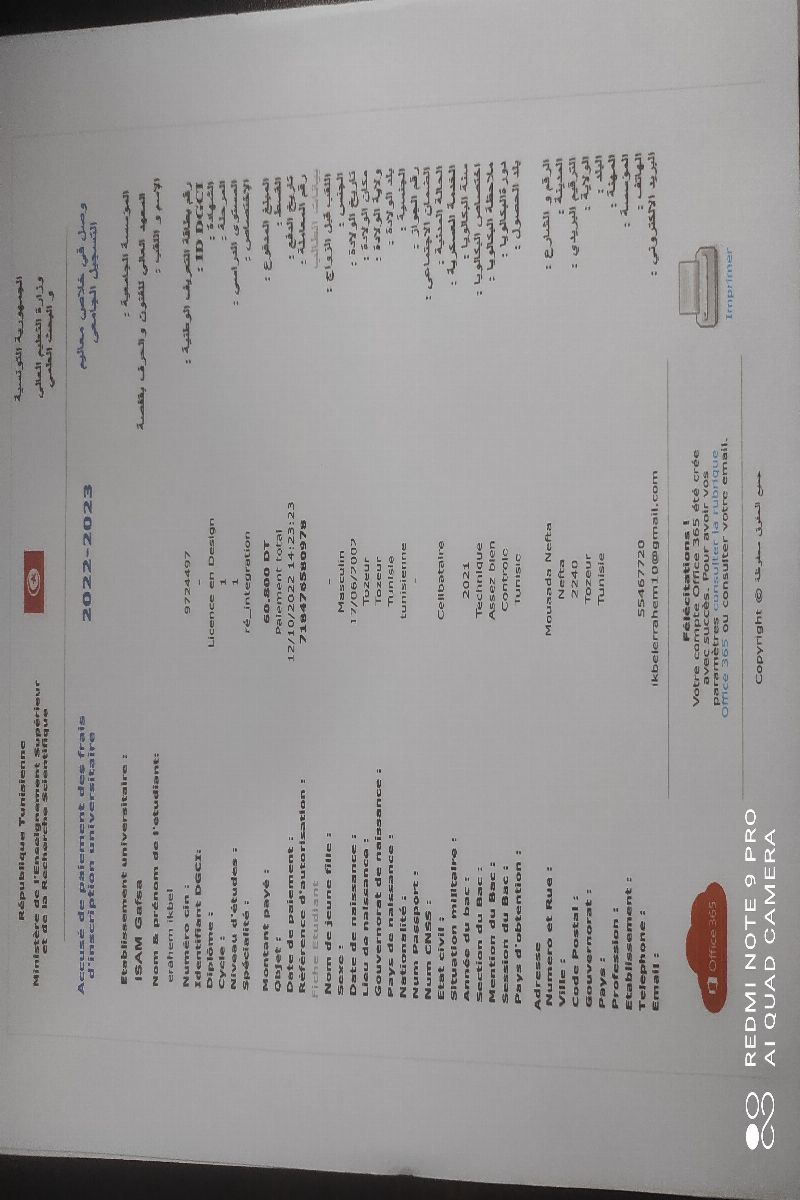 République Tunisienne
Ministère de l'Enseignement Supérieur
et de la Recherche Scientifique
الجمهورية التونسية
وزارة التعليم العالي
و البحث العلمي
Accusé de paiement des frais
d'inscription universitaire
2022-2023
وصل في خلاص معاليم
التسجيل الجامعي
Etablissement universitaire :
المؤسسة الجامعية :
ISAM Gafsa
المعهد العالي للفنون و الحرف بقفصة
Nom & prénom de l'etudiant:
الإسم و اللقب :
erahem ikbel
Numéro cin : 9724497 رقم بطاقة التعريف الوطنية :
Identifiant DGCI: - ID DGCI :
Diplôme : Licence en Design الشهادة :
Cycle : 1 المرحلة :
Niveau d'études : 1 المستوى الدراسي :
Spécialité : ré_integration الاختصاص :
Montant payé : 60.800 DT المبلغ المدفوع :
Objet : Paiement total القسط :
Date de paiement : 12/10/2022 14:23:23 تاريخ الدفع :
Réference d'autorisation : 718476580978 رقم المعاملة :
Fiche Etudiant بيانات الطالب
Nom de jeune fille : - اللقب قبل الزواج :
Sexe : Masculin الجنس :
Date de naissance : 17/06/2002 تاريخ الولادة :
Lieu de naissance : Tozeur مكان الولادة :
Gouvernorat de naissance : Tozeur ولاية الولادة :
Pays de naissance : Tunisie بلد الولادة :
Nationalité : tunisienne الجنسية :
Num Passport : - رقم الجواز :
Num CNSS : الضمان الاجتماعي :
Etat civil : Celibataire الحالة المدنية :
Situation militaire : الخدمة العسكرية :
Année du bac : 2021 سنة البكالوريا :
Section du Bac : Technique اختصاص البكالوريا :
Mention du Bac : Assez bien ملاحظة البكالوريا :
Session du Bac : Controle دورة البكالوريا :
Pays d'obtention : Tunisie بلد الحصول :
Adresse
Numero et Rue : Mousada Nefta الرقم و الشارع :
Ville : Nefta المدينة :
Code Postal : 2240 الترقيم البريدي :
Gouvernorat : Tozeur الولاية :
Pays : Tunisie البلد :
Profession : المهنة :
Etablissement : المؤسسة :
Telephone : 55467720 الهاتف :
Email : ikbelerrahem10@gmail.com البريد الالكتروني :
Office 365
Félécitations !
Votre compte Office 365 été crée
avec succès. Pour avoir vos
paramètres consulter la rubrique
Office 365 ou consulter votre email.
Imprimer
Copyright © جميع الحقوق محفوظة
REDMI NOTE 9 PRO
AI QUAD CAMERA